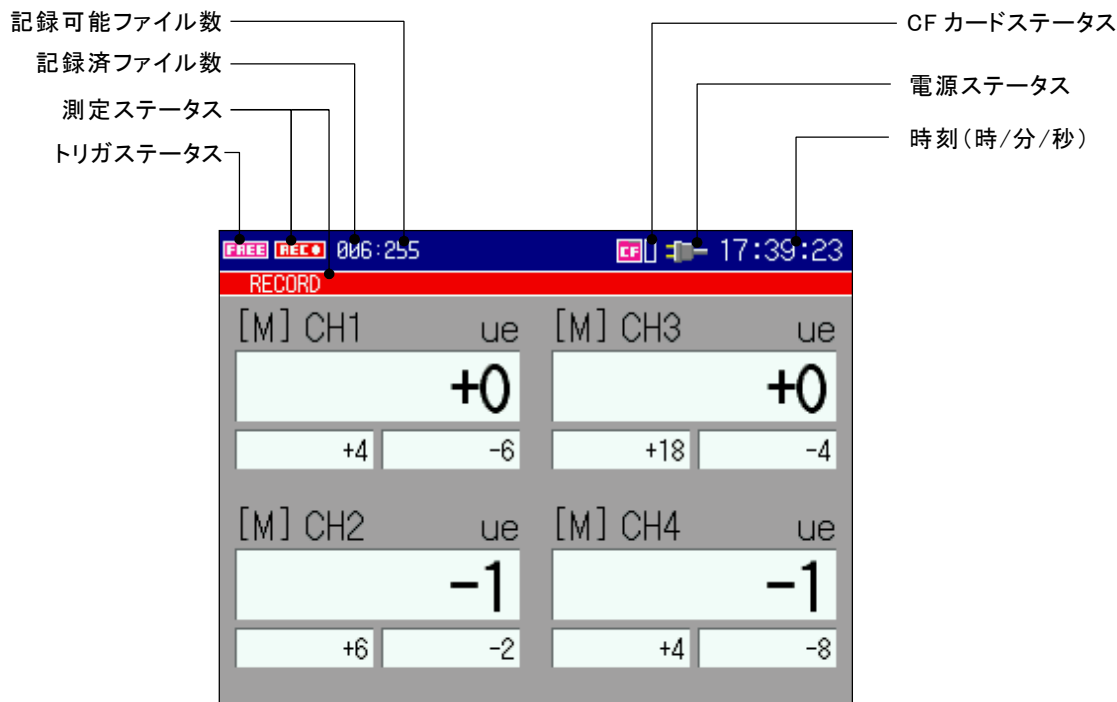 記録可能ファイル数
CF カードステータス
記録済ファイル数
電源ステータス
測定ステータス
時刻(時/分/秒)
トリガステータス
FREE REC● 006:255 CF 17:39:23
RECORD
[M] CH1 ue [M] CH3 ue
+0 +0
+4 -6 +18 -4
[M] CH2 ue [M] CH4 ue
-1 -1
+6 -2 +4 -8